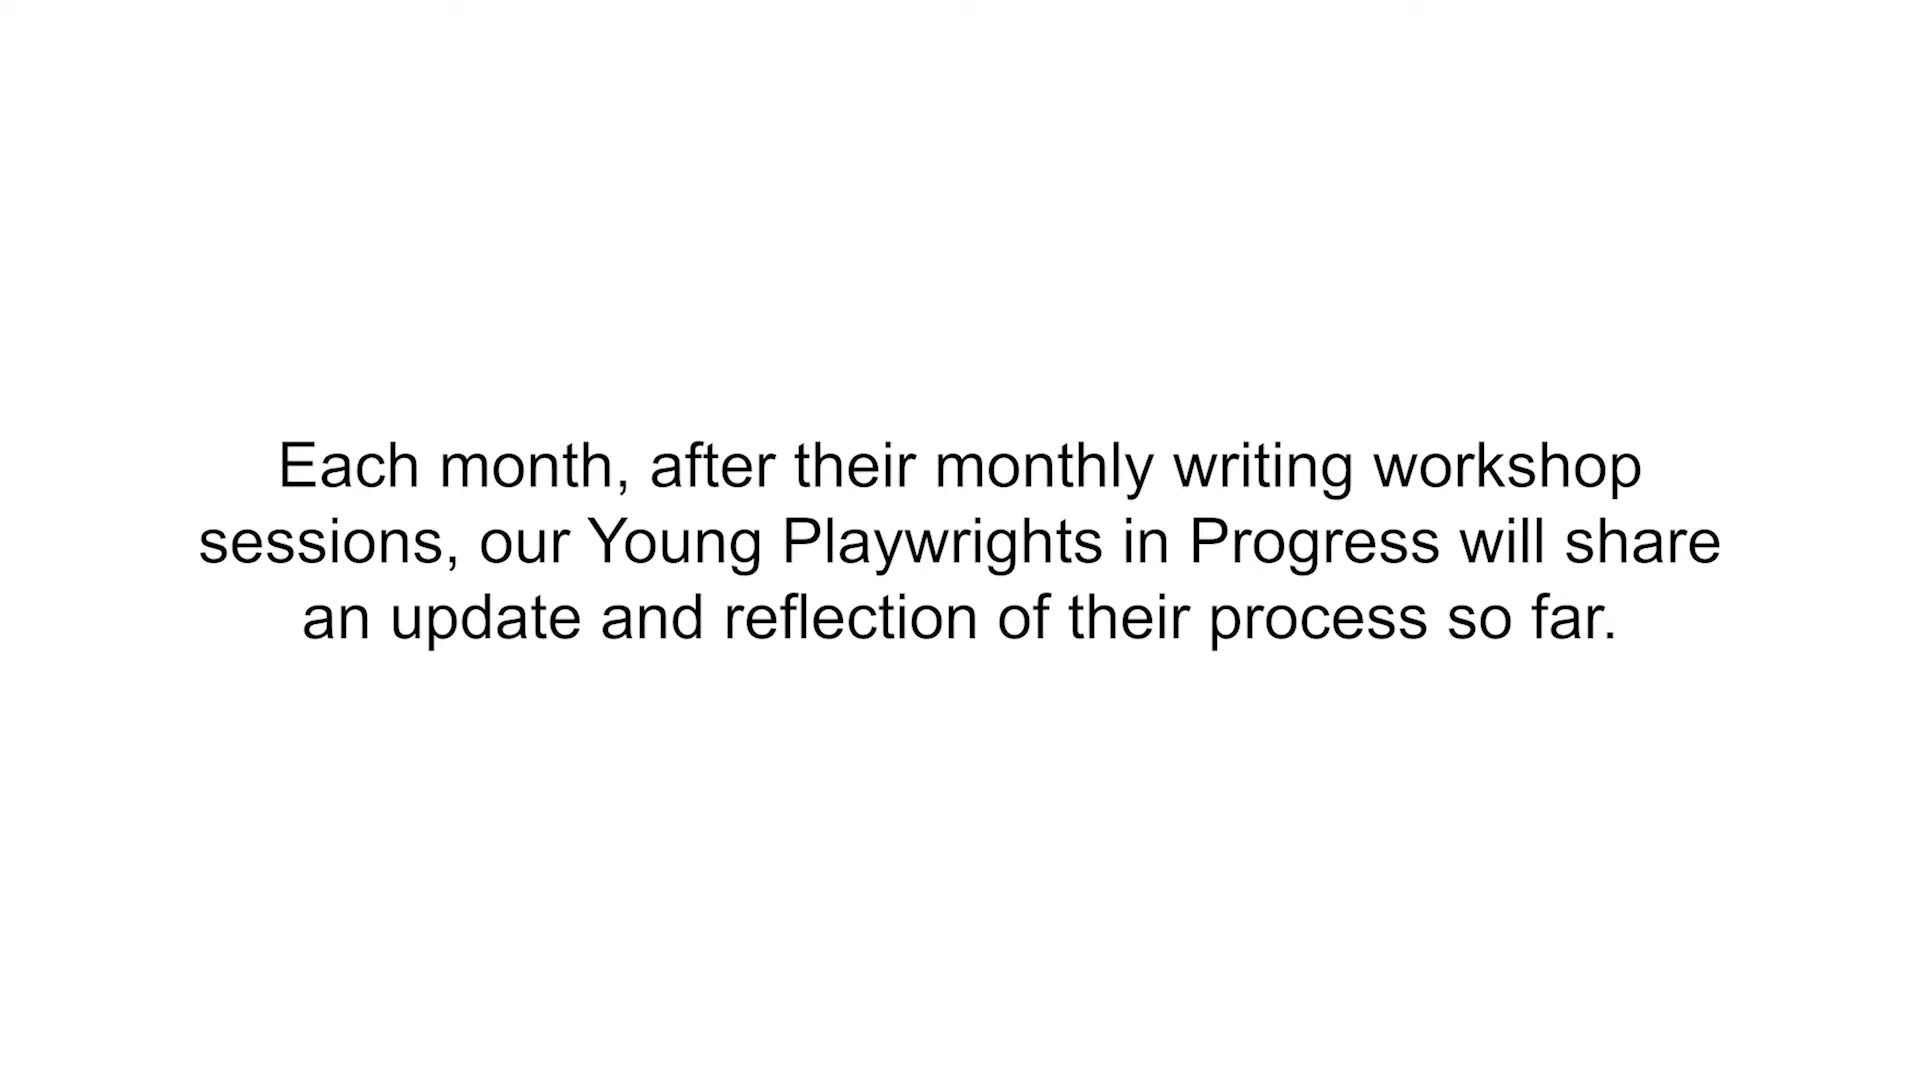 Each month, after their monthly writing workshop
sessions, our Young Playwrights in Progress will share
an update and reflection of their process so far.